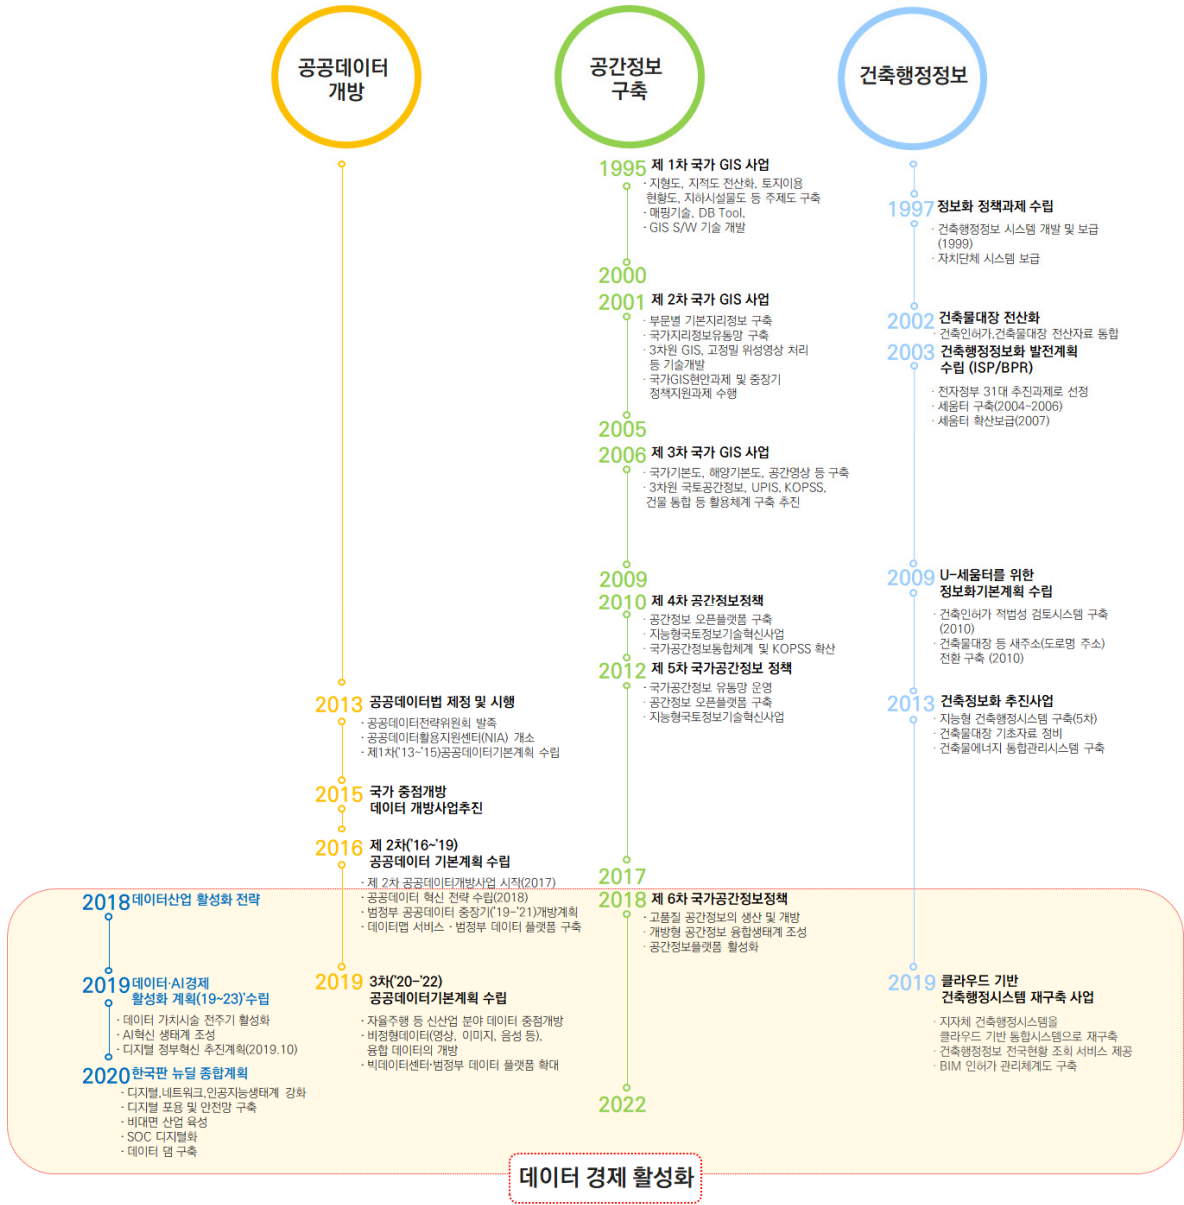 공공데이터
개방
공간정보
구축
건축행정정보
2013 공공데이터법 제정 및 시행
· 공공데이터전략위원회 발족
· 공공데이터활용지원센터(NIA) 개소
· 제1차('13~'15)공공데이터기본계획 수립
2015 국가 중점개방
데이터 개방사업추진
2016 제 2차('16~'19)
공공데이터 기본계획 수립
· 제 2차 공공데이터개방사업 시작(2017)
· 공공데이터 혁신 전략 수립(2018)
· 범정부 공공데이터 중장기('19~'21)개방계획
· 데이터맵 서비스 · 범정부 데이터 플랫폼 구축
2019 3차('20-'22)
공공데이터기본계획 수립
· 자율주행 등 신산업 분야 데이터 중점개방
· 비정형데이터(영상, 이미지, 음성 등),
융합 데이터의 개방
· 빅데이터센터·범정부 데이터 플랫폼 확대
1995 제 1차 국가 GIS 사업
· 지형도, 지적도 전산화, 토지이용
현황도, 지하시설물도 등 주제도 구축
· 매핑기술, DB Tool,
· GIS S/W 기술 개발
2000
2001 제 2차 국가 GIS 사업
· 부문별 기본지리정보 구축
· 국가지리정보유통망 구축
· 3차원 GIS, 고정밀 위성영상 처리
등 기술개발
· 국가GIS현안과제 및 중장기
정책지원과제 수행
2005
2006 제 3차 국가 GIS 사업
· 국가기본도, 해양기본도, 공간영상 등 구축
· 3차원 국토공간정보, UPIS, KOPSS,
건물 통합 등 활용체계 구축 추진
2009
2010 제 4차 공간정보정책
· 공간정보 오픈플랫폼 구축
· 지능형국토정보기술혁신사업
· 국가공간정보통합체계 및 KOPSS 확산
2012 제 5차 국가공간정보 정책
· 국가공간정보 유통망 운영
· 공간정보 오픈플랫폼 구축
· 지능형국토정보기술혁신사업
2017
2018 제 6차 국가공간정보정책
· 고품질 공간정보의 생산 및 개방
· 개방형 공간정보 융합생태계 조성
· 공간정보플랫폼 활성화
2022
1997 정보화 정책과제 수립
· 건축행정정보 시스템 개발 및 보급
(1999)
· 자치단체 시스템 보급
2002 건축물대장 전산화
· 건축인허가,건축물대장 전산자료 통합
2003 건축행정정보화 발전계획
수립 (ISP/BPR)
· 전자정부 31대 추진과제로 선정
· 세움터 구축(2004~2006)
· 세움터 확산보급(2007)
2009 U-세움터를 위한
정보화기본계획 수립
· 건축인허가 적법성 검토시스템 구축
(2010)
· 건축물대장 등 새주소(도로명 주소)
전환 구축 (2010)
2013 건축정보화 추진사업
· 지능형 건축행정시스템 구축(5차)
· 건축물대장 기초자료 정비
· 건축물에너지 통합관리시스템 구축
2019 클라우드 기반
건축행정시스템 재구축 사업
· 지자체 건축행정시스템을
클라우드 기반 통합시스템으로 재구축
· 건축행정정보 전국현황 조회 서비스 제공
· BIM 인허가 관리체계도 구축
2018 데이터산업 활성화 전략
2019 데이터·AI경제
활성화 계획(19~23)'수립
· 데이터 가치시술 전주기 활성화
· AI혁신 생태계 조성
· 디지털 정부혁신 추진계획(2019.10)
2020 한국판 뉴딜 종합계획
· 디지털,네트워크,인공지능생태계 강화
· 디지털 포용 및 안전망 구축
· 비대면 산업 육성
· SOC 디지털화
· 데이터 댐 구축
데이터 경제 활성화